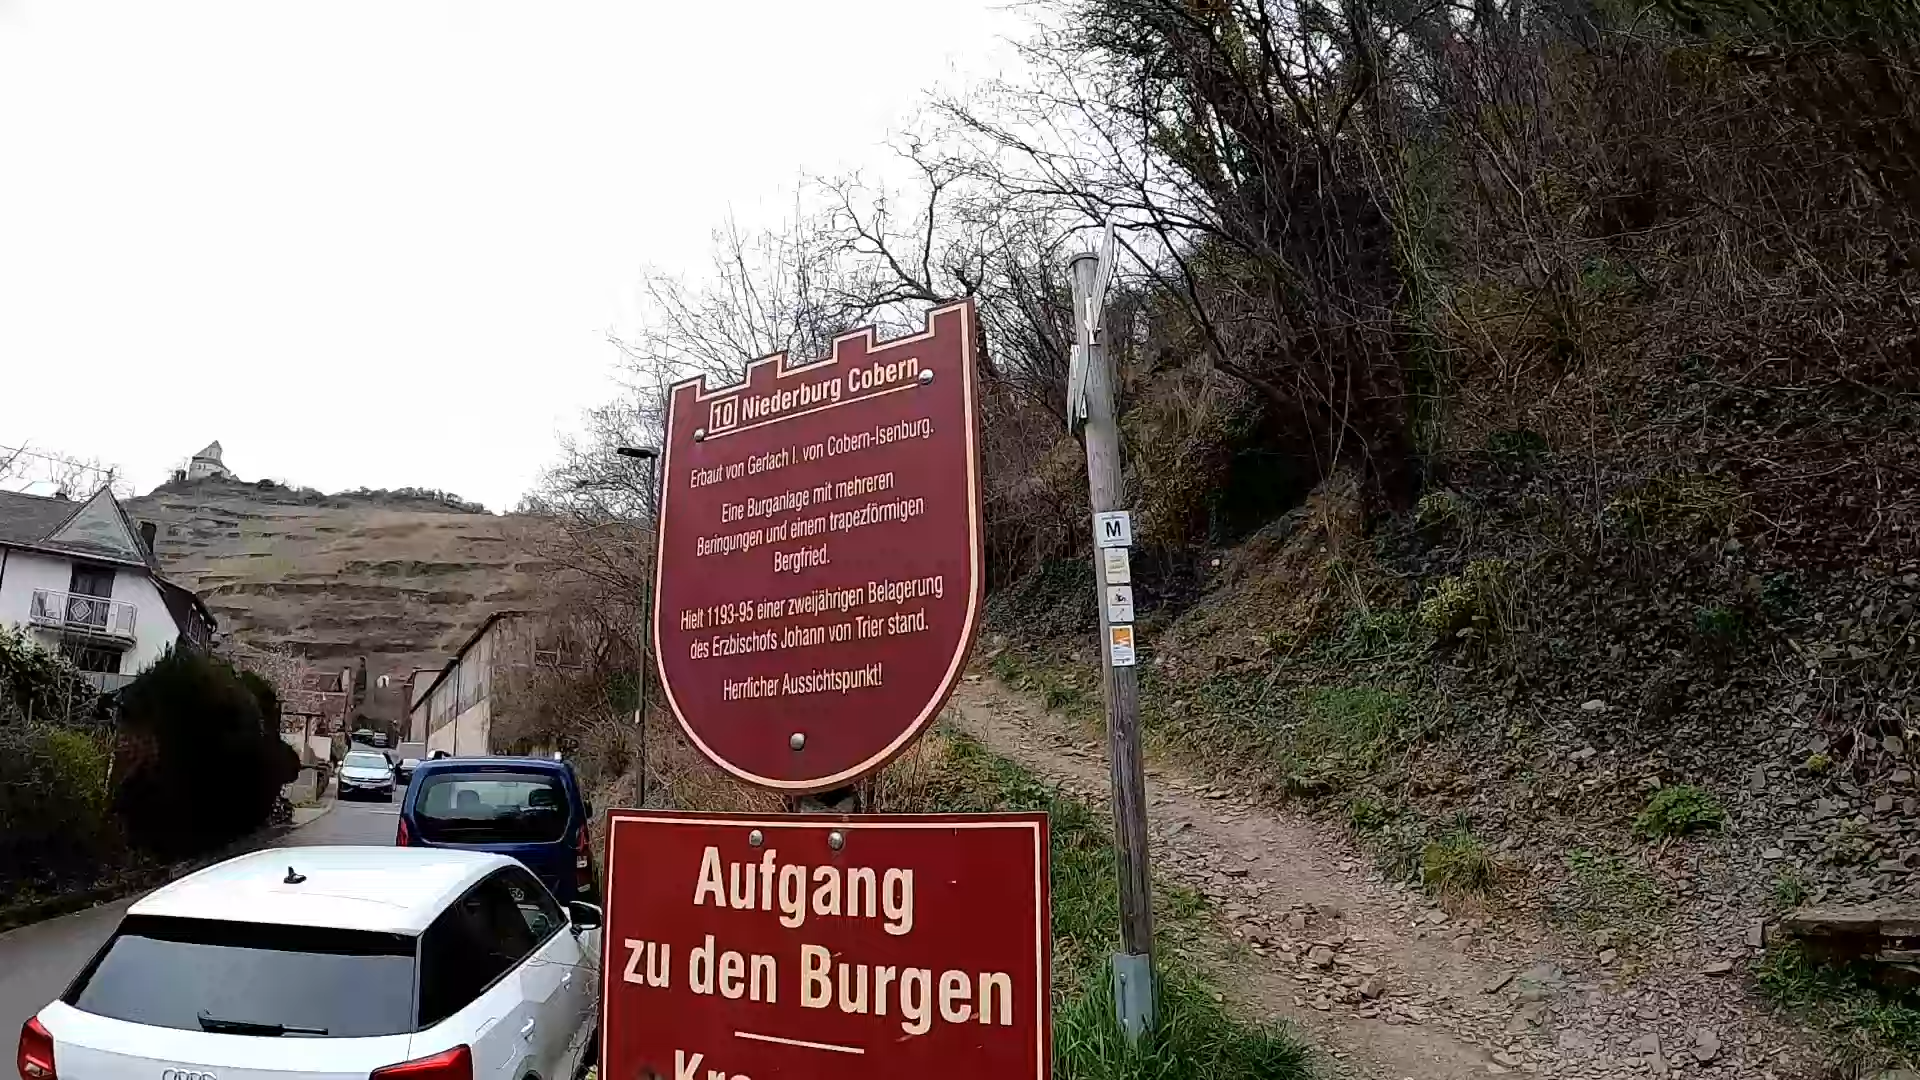 10 Niederburg Cobern
Erbaut von Gerlach I. von Cobern-Isenburg.
Eine Burganlage mit mehreren
Beringungen und einem trapezförmigen
Bergfried.
Hielt 1193-95 einer zweijährigen Belagerung
des Erzbischofs Johann von Trier stand.
Herrlicher Aussichtspunkt!
M
Aufgang
zu den Burgen